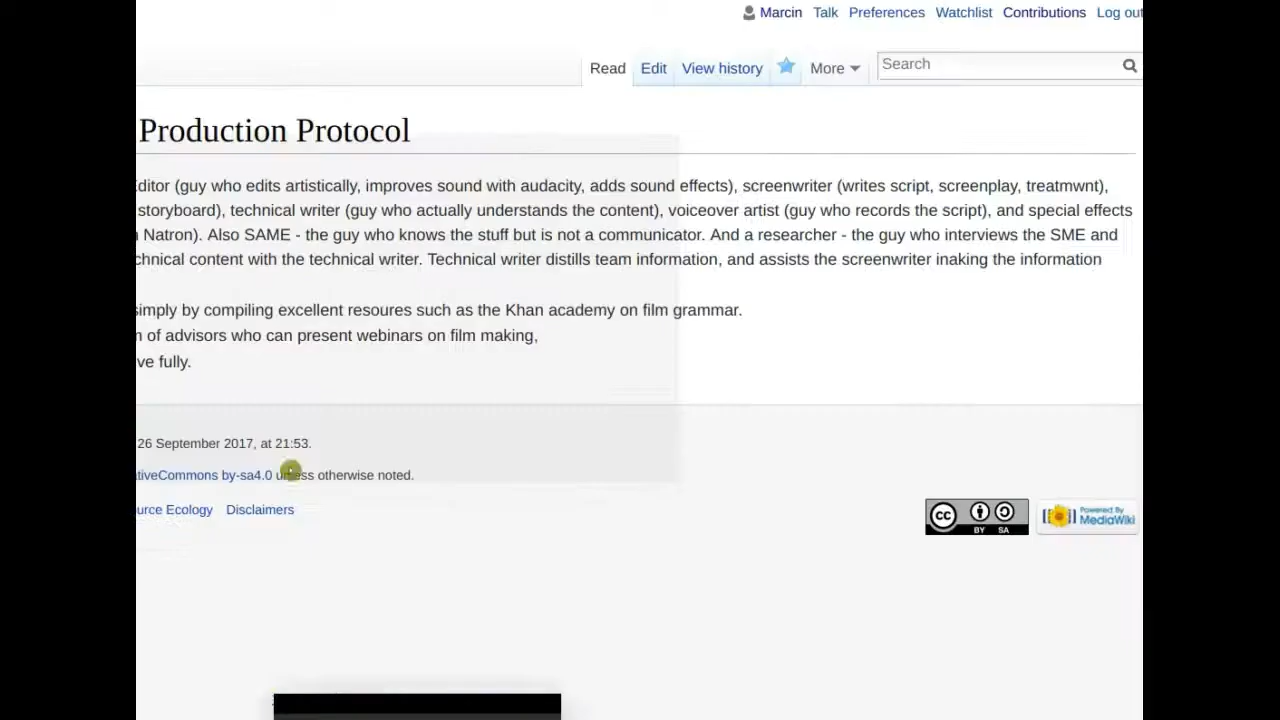 Marcin Talk Preferences Watchlist Contributions Log out
Read Edit View history More Search
Production Protocol
Editor (guy who edits artistically, improves sound with audacity, adds sound effects), screenwriter (writes script, screenplay, treatmwnt),
storyboard), technical writer (guy who actually understands the content), voiceover artist (guy who records the script), and special effects
Natron). Also SAME - the guy who knows the stuff but is not a communicator. And a researcher - the guy who interviews the SME and
chnical content with the technical writer. Technical writer distills team information, and assists the screenwriter inaking the information
simply by compiling excellent resoures such as the Khan academy on film grammar.
of advisors who can present webinars on film making,
ve fully.
26 September 2017, at 21:53.
tiveCommons by-sa4.0 unless otherwise noted.
urce Ecology Disclaimers
cc BY SA
Powered By
MediaWiki